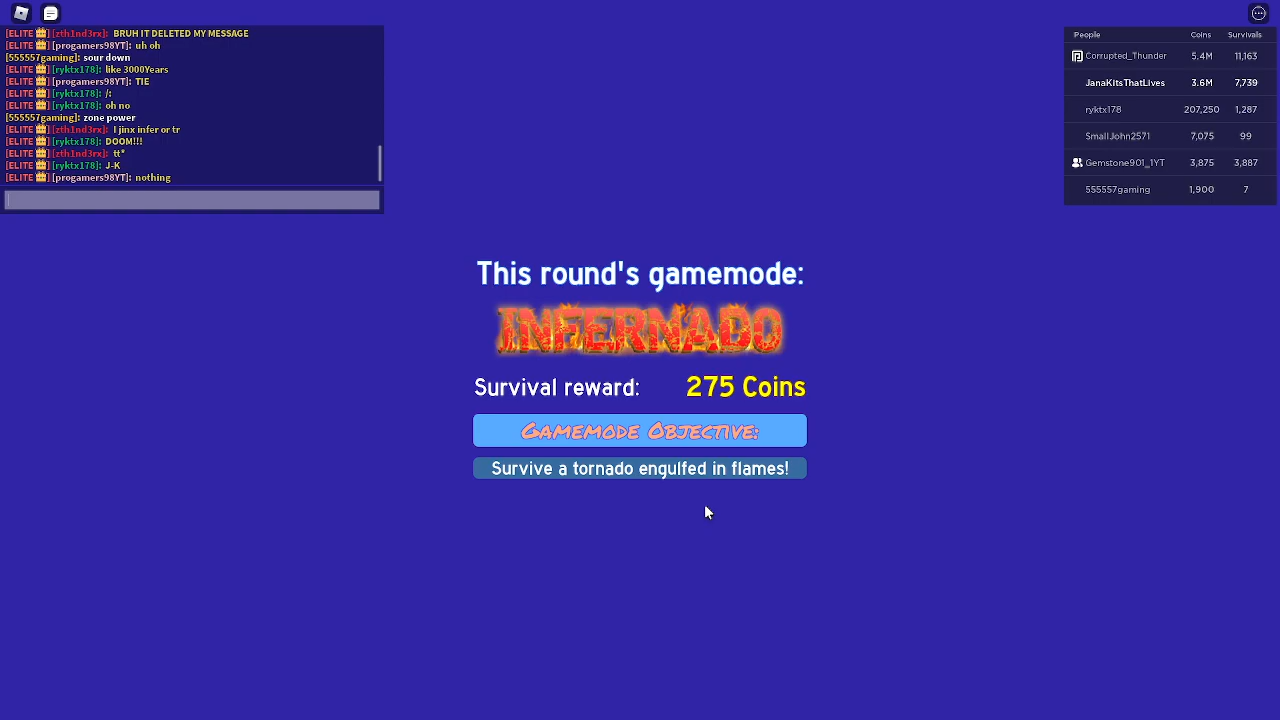 [ELITE] [zth1nd3rx]: BRUH IT DELETED MY MESSAGE
[ELITE] [progamers98YT]: uh oh
[555557gaming]: sour down
[ELITE] [ryktx178]: like 3000Years
[ELITE] [progamers98YT]: TIE
[ELITE] [ryktx178]: /:
[ELITE] [ryktx178]: oh no
[555557gaming]: zone power
[ELITE] [zth1nd3rx]: I jinx infer or tr
[ELITE] [ryktx178]: DOOM!!!
[ELITE] [zth1nd3rx]: tt*
[ELITE] [ryktx178]: J-K
[ELITE] [progamers98YT]: nothing
People Coins Survivals
Corrupted_Thunder 5.4M 11,163
JanaKitsThatLives 3.6M 7,739
ryktx178 207,250 1,287
SmallJohn2571 7,075 99
Gemstone901_1YT 3,875 3,887
555557gaming 1,900 7
This round's gamemode:
INFERNADO
Survival reward: 275 Coins
Gamemode Objective:
Survive a tornado engulfed in flames!